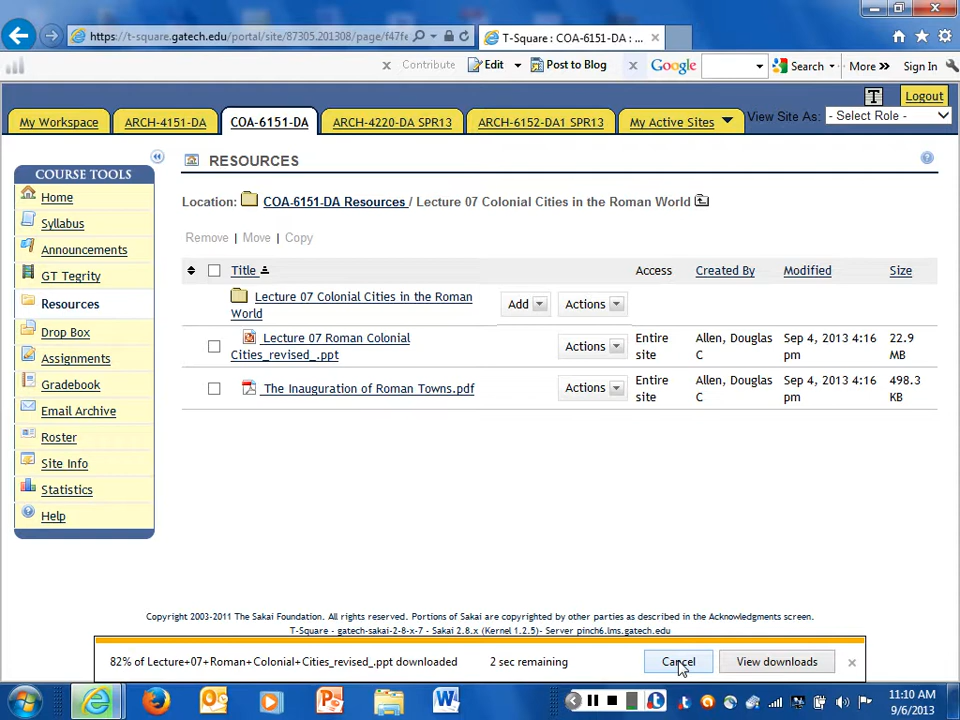 https://t-square.gatech.edu/portal/site/87305.201308/page/f47fe
T-Square : COA-6151-DA : ...
x Contribute Edit Post to Blog x Google Search More » Sign In
My Workspace ARCH-4151-DA COA-6151-DA ARCH-4220-DA SPR13 ARCH-6152-DA1 SPR13 My Active Sites View Site As: - Select Role -
T Logout
COURSE TOOLS
Home
Syllabus
Announcements
GT Tegrity
Resources
Drop Box
Assignments
Gradebook
Email Archive
Roster
Site Info
Statistics
Help
RESOURCES
Location: COA-6151-DA Resources / Lecture 07 Colonial Cities in the Roman World
Remove | Move | Copy
Title Access Created By Modified Size
Lecture 07 Colonial Cities in the Roman
World
Add Actions
Lecture 07 Roman Colonial
Cities_revised_.ppt
Actions
Entire
site
Allen, Douglas
C
Sep 4, 2013 4:16
pm
22.9
MB
The Inauguration of Roman Towns.pdf
Actions
Entire
site
Allen, Douglas
C
Sep 4, 2013 4:16
pm
498.3
KB
Copyright 2003-2011 The Sakai Foundation. All rights reserved. Portions of Sakai are copyrighted by other parties as described in the Acknowledgments screen.
T-Square - gatech-sakai-2-8-x-7 - Sakai 2.8.x (Kernel 1.2.5)- Server pinch6.lms.gatech.edu
82% of Lecture+07+Roman+Colonial+Cities_revised_.ppt downloaded 2 sec remaining Cancel View downloads
11:10 AM
9/6/2013